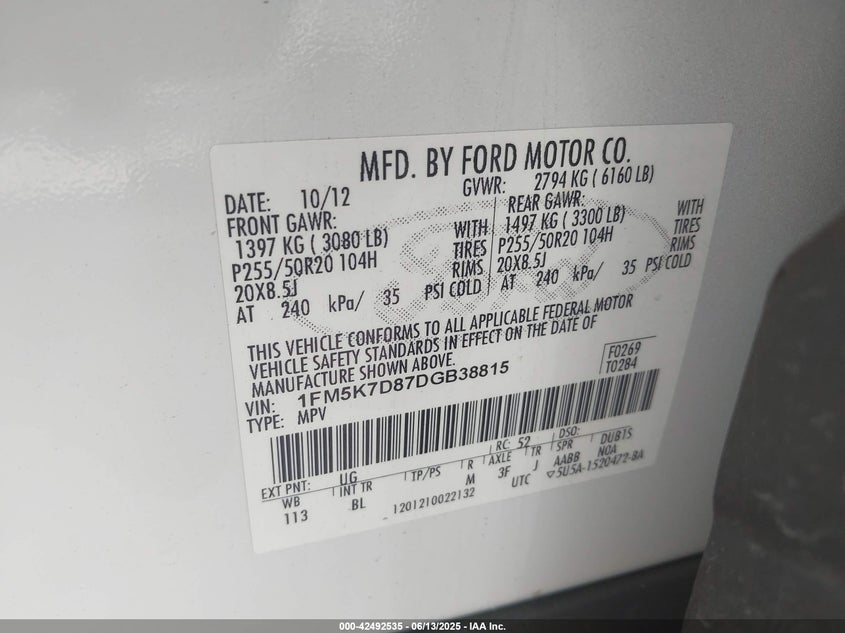 MFD. BY FORD MOTOR CO.
DATE: 10/12 GVWR: 2794 KG ( 6160 LB)
FRONT GAWR: REAR GAWR:
1397 KG ( 3080 LB) WITH 1497 KG ( 3300 LB) WITH
P255/50R20 104H TIRES P255/50R20 104H TIRES
20X8.5J RIMS 20X8.5J RIMS
AT 240 kPa/ 35 PSI COLD AT 240 kPa/ 35 PSI COLD
THIS VEHICLE CONFORMS TO ALL APPLICABLE FEDERAL MOTOR
VEHICLE SAFETY STANDARDS IN EFFECT ON THE DATE OF
MANUFACTURE SHOWN ABOVE.
F0269
VIN: 1FM5K7D87DGB38815 T0284
TYPE: MPV
RC: 52 DSO:
EXT PNT: UG TP/PS R AXLE TR SPR DUBTS
WB INT TR M 3F J AABB NOA
113 BL 1201210022132 UTC ▽5U5A-1520472-BA
Ford
000-42492535 - 06/13/2025 - IAA Inc.